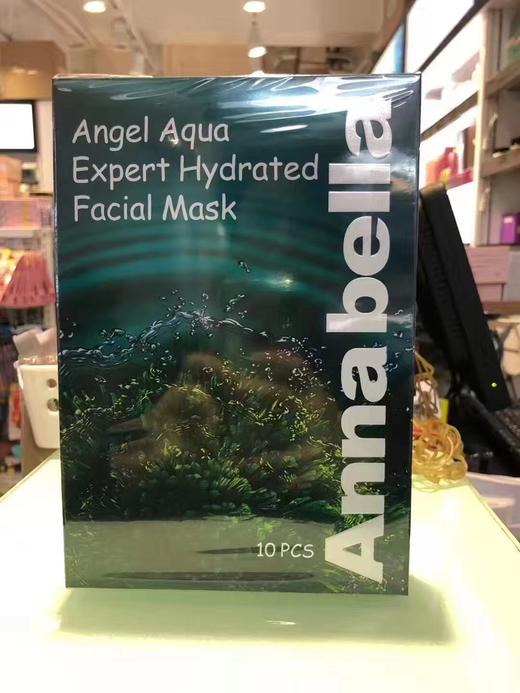 Angel Aqua
Expert Hydrated
Facial Mask
Annabella
10 PCS